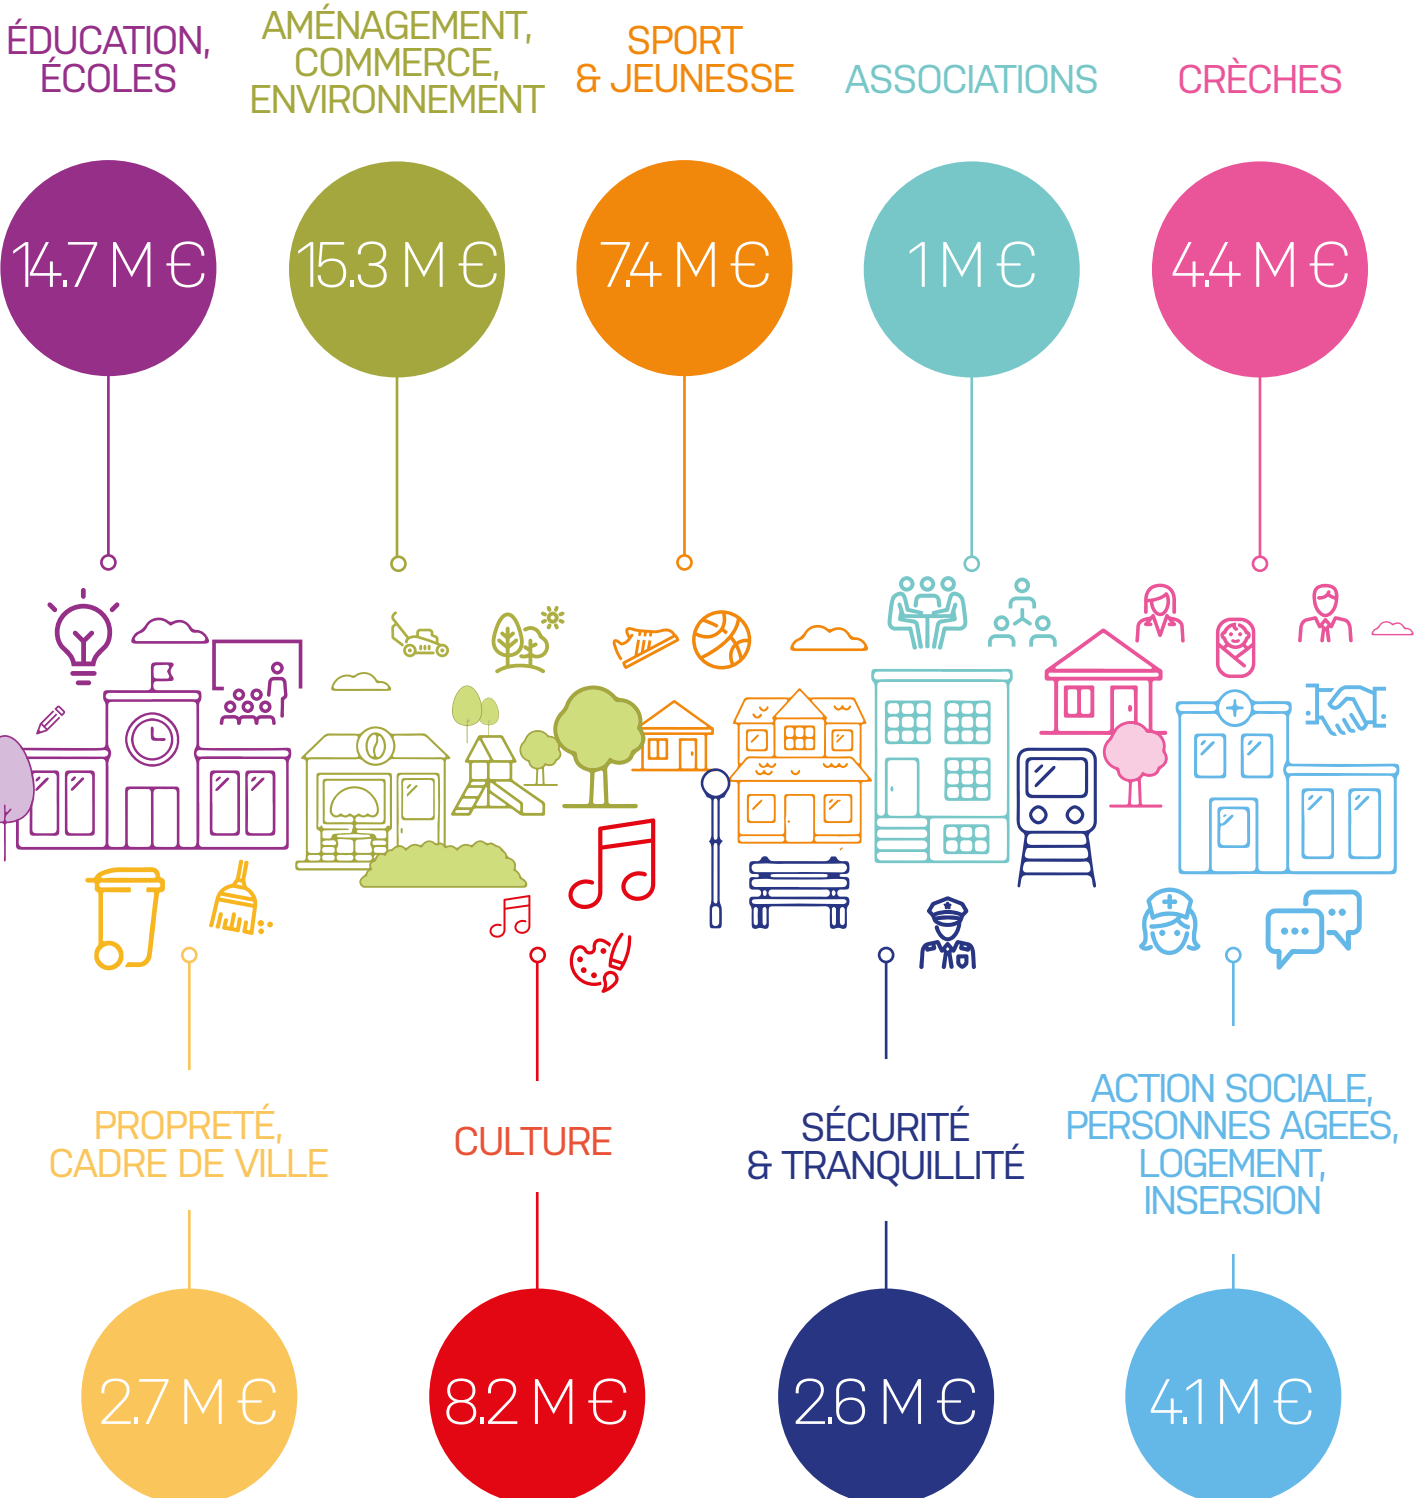 ÉDUCATION,
ÉCOLES
14.7 M €
AMÉNAGEMENT,
COMMERCE,
ENVIRONNEMENT
15.3 M €
SPORT
& JEUNESSE
7.4 M €
ASSOCIATIONS
1 M €
CRÈCHES
4.4 M €
PROPRETÉ,
CADRE DE VILLE
2.7 M €
CULTURE
8.2 M €
SÉCURITÉ
& TRANQUILLITÉ
2.6 M €
ACTION SOCIALE,
PERSONNES AGEES,
LOGEMENT,
INSERSION
4.1 M €